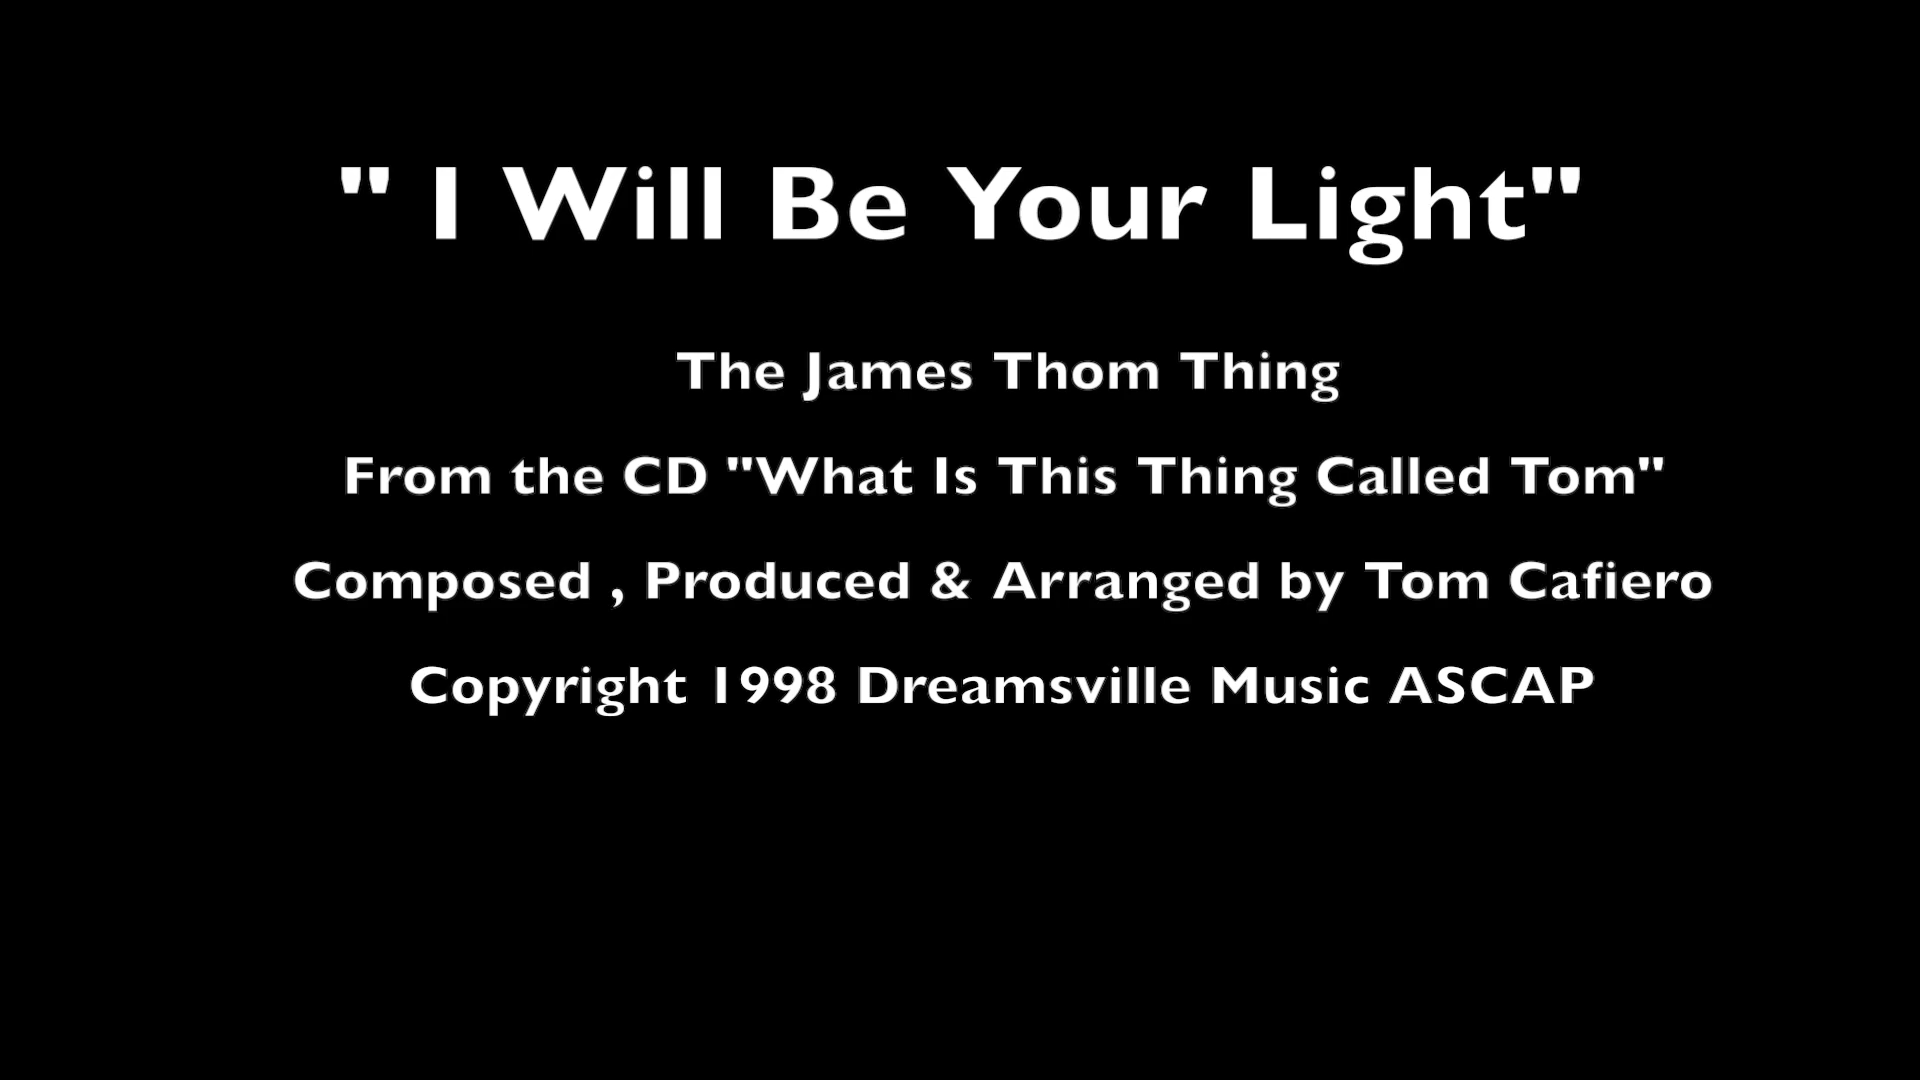 " I Will Be Your Light"
The James Thom Thing
From the CD "What Is This Thing Called Tom"
Composed , Produced & Arranged by Tom Cafiero
Copyright 1998 Dreamsville Music ASCAP